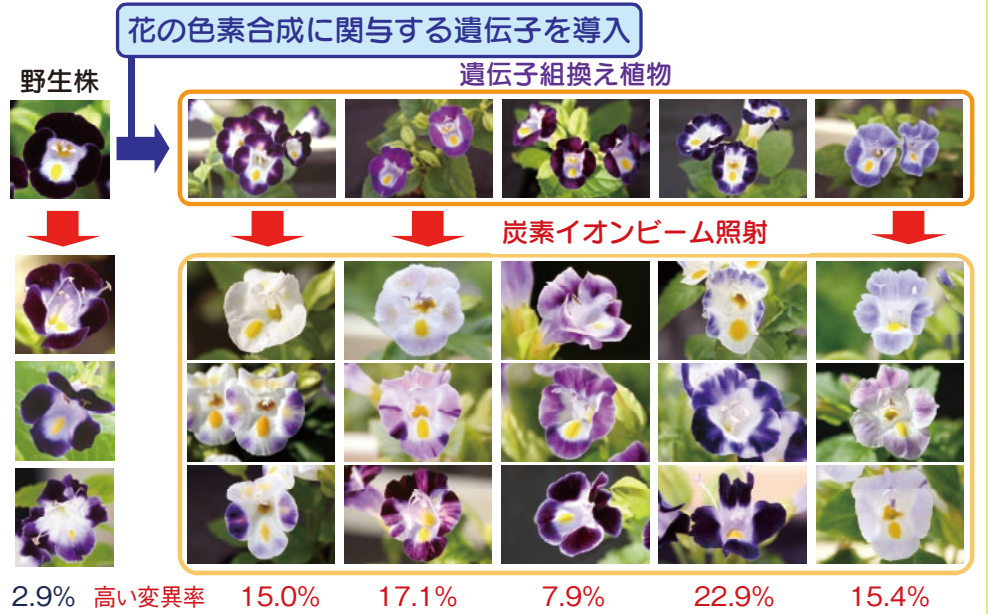 花の色素合成に関与する遺伝子を導入
野生株
遺伝子組換え植物
炭素イオンビーム照射
2.9% 高い変異率 15.0% 17.1% 7.9% 22.9% 15.4%